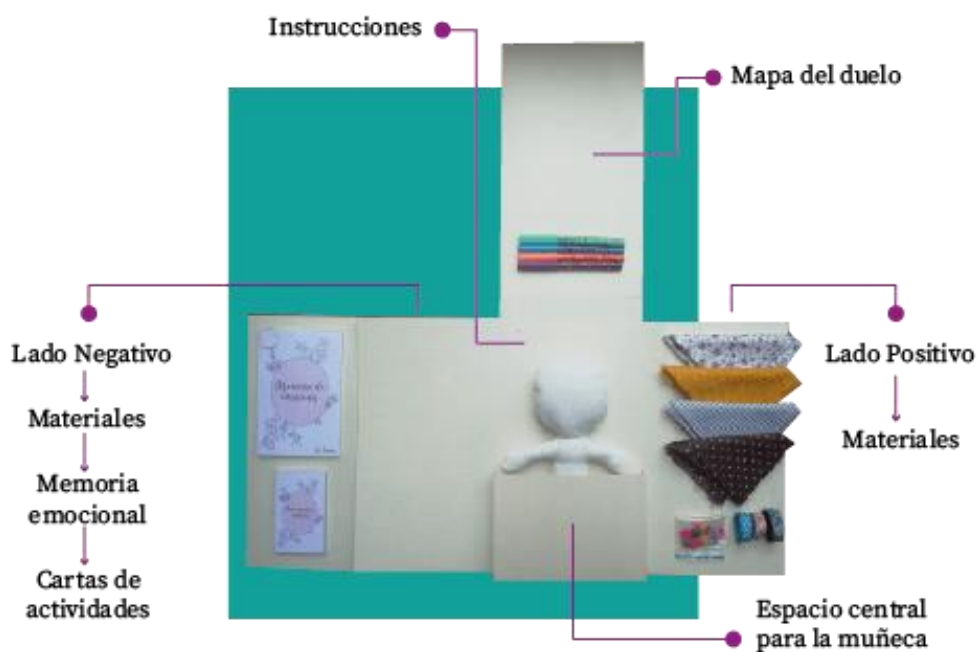 Instrucciones
Mapa del duelo
Lado Negativo
Materiales
Memoria
emocional
Cartas de
actividades
Lado Positivo
Materiales
Espacio central
para la muñeca